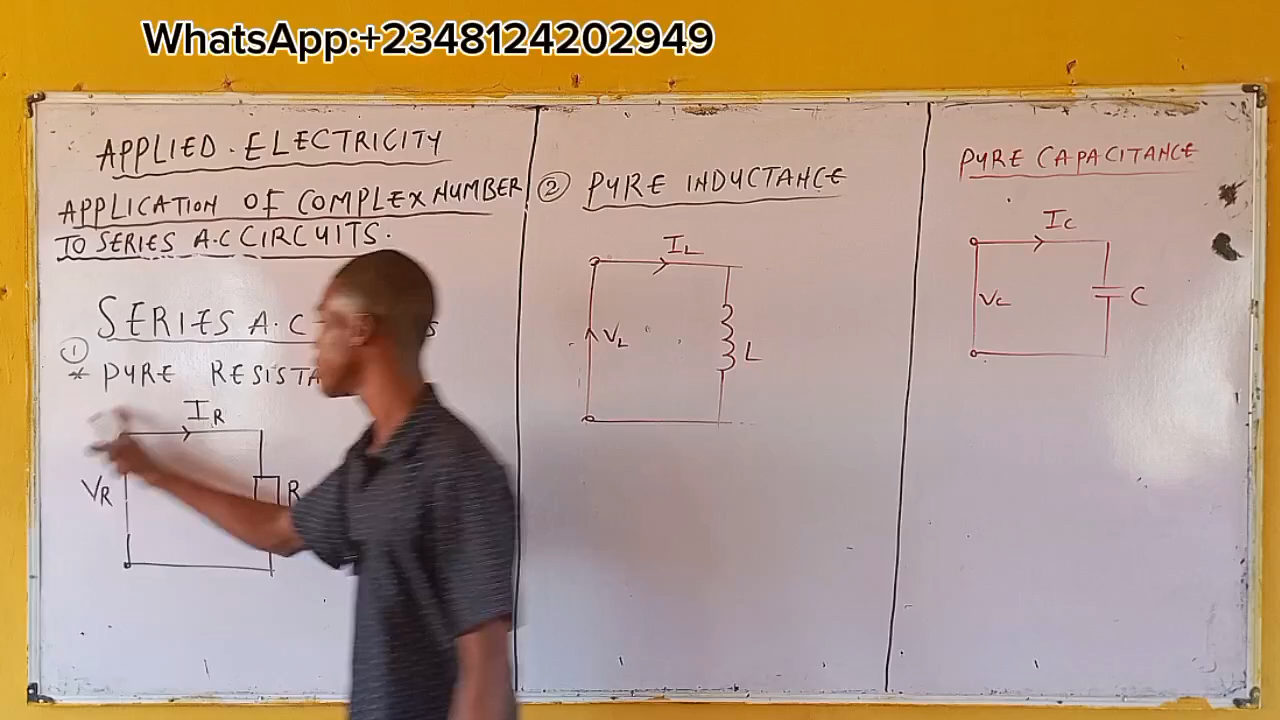 WhatsApp:+2348124202949
APPLIED. ELECTRICITY
APPLICATION OF COMPLEX NUMBER
TO SERIES A.C CIRCUITS.
SERIES A.C
1
* PURE
IR
VR
R
2 PURE INDUCTANCE
IL
VL
L
PURE CAPACITANCE
IC
VC
C